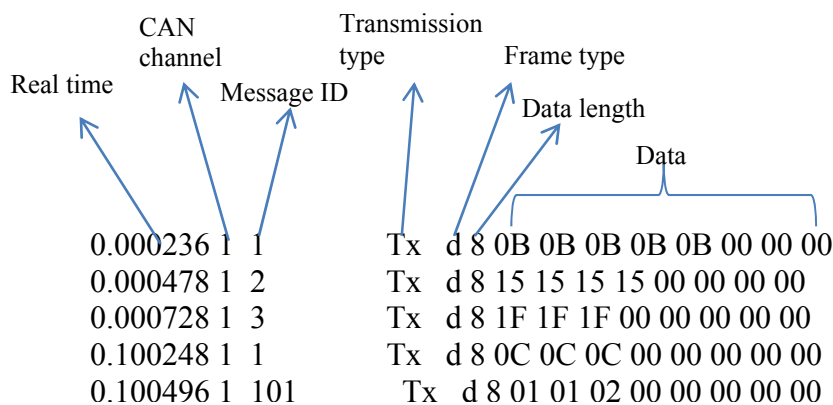 CAN
channel
Transmission
type
Frame type
Real time
Message ID
Data length
Data
0.000236 1 1 Tx d 8 0B 0B 0B 0B 0B 00 00 00
0.000478 1 2 Tx d 8 15 15 15 15 00 00 00 00
0.000728 1 3 Tx d 8 1F 1F 1F 00 00 00 00 00
0.100248 1 1 Tx d 8 0C 0C 0C 00 00 00 00 00
0.100496 1 101 Tx d 8 01 01 02 00 00 00 00 00